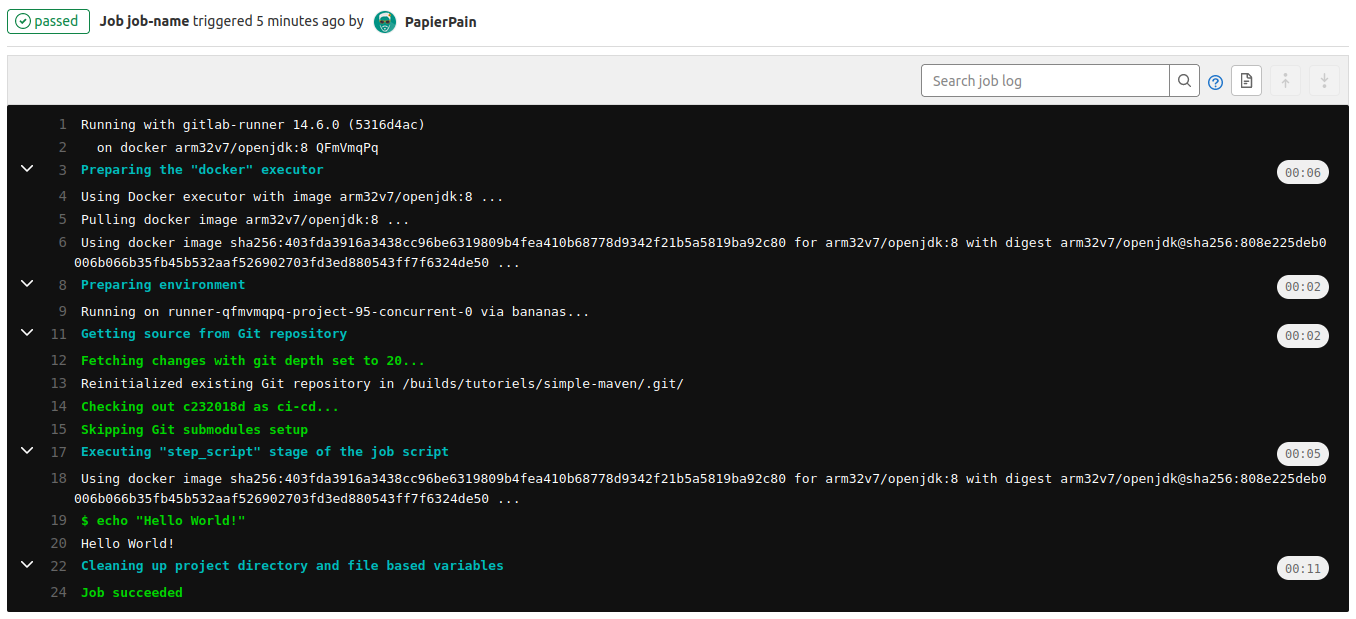 passed Job job-name triggered 5 minutes ago by PapierPain
Search job log
1 Running with gitlab-runner 14.6.0 (5316d4ac)
2 on docker arm32v7/openjdk:8 QFmVmqPq
3 Preparing the "docker" executor 00:06
4 Using Docker executor with image arm32v7/openjdk:8 ...
5 Pulling docker image arm32v7/openjdk:8 ...
6 Using docker image sha256:403fda3916a3438cc96be6319809b4fea410b68778d9342f21b5a5819ba92c80 for arm32v7/openjdk:8 with digest arm32v7/openjdk@sha256:808e225deb0
006b066b35fb45b532aaf526902703fd3ed880543ff7f6324de50 ...
8 Preparing environment 00:02
9 Running on runner-qfmvmqpq-project-95-concurrent-0 via bananas...
11 Getting source from Git repository 00:02
12 Fetching changes with git depth set to 20...
13 Reinitialized existing Git repository in /builds/tutoriels/simple-maven/.git/
14 Checking out c232018d as ci-cd...
15 Skipping Git submodules setup
17 Executing "step_script" stage of the job script 00:05
18 Using docker image sha256:403fda3916a3438cc96be6319809b4fea410b68778d9342f21b5a5819ba92c80 for arm32v7/openjdk:8 with digest arm32v7/openjdk@sha256:808e225deb0
006b066b35fb45b532aaf526902703fd3ed880543ff7f6324de50 ...
19 $ echo "Hello World!"
20 Hello World!
22 Cleaning up project directory and file based variables 00:11
24 Job succeeded